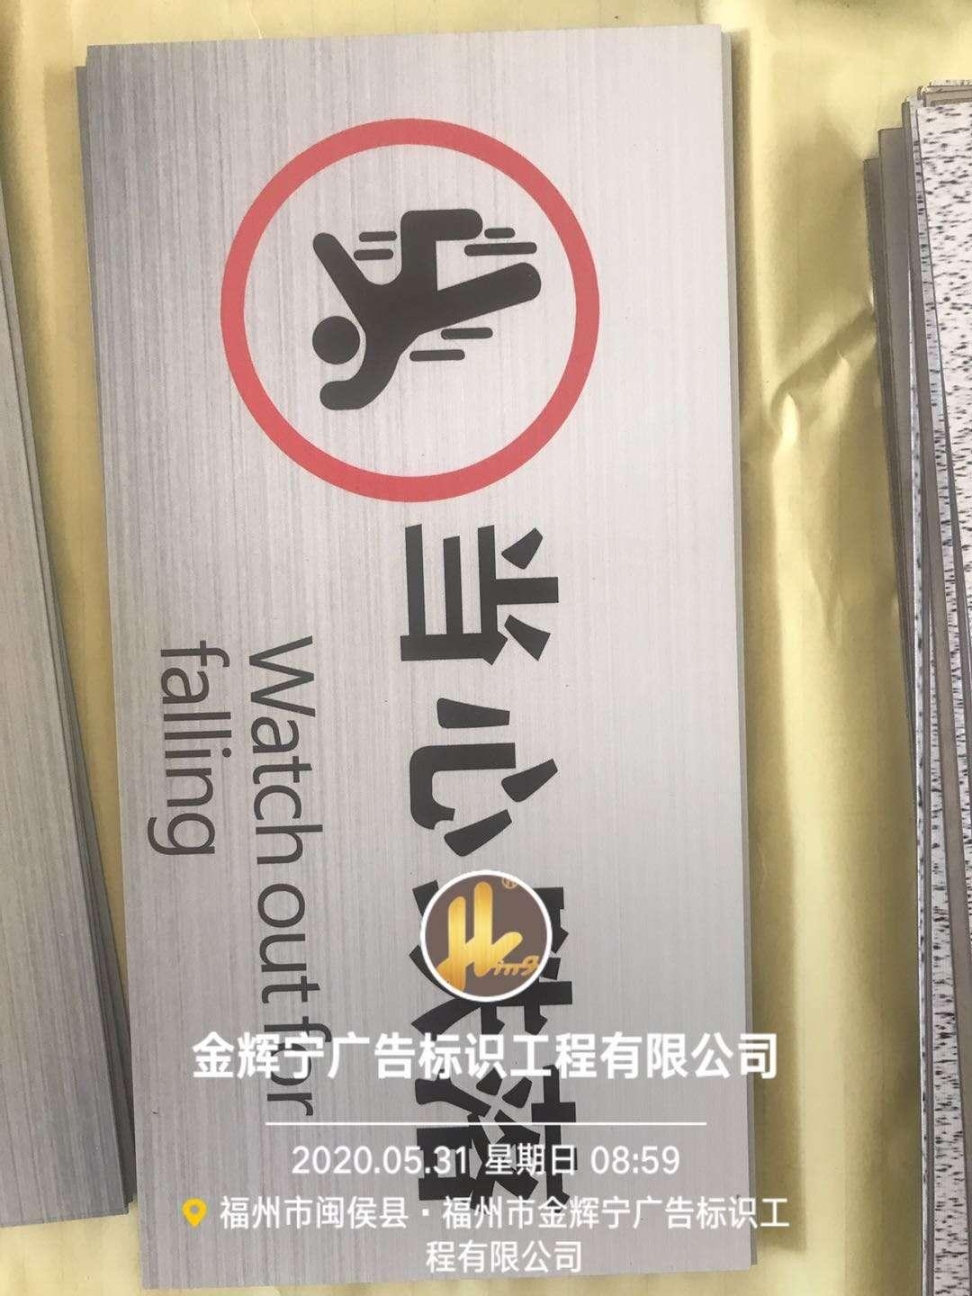 当心跌落
Watch out for
falling
金辉宁广告标识工程有限公司
2020.05.31 星期日 08:59
福州市闽侯县·福州市金辉宁广告标识工
程有限公司